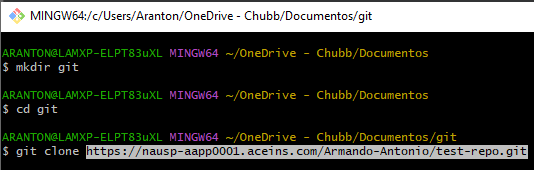 MINGW64:/c/Users/Aranton/OneDrive - Chubb/Documentos/git
ARANTON@LAMXP-ELPT83uXL MINGW64 ~/OneDrive - Chubb/Documentos
$ mkdir git
ARANTON@LAMXP-ELPT83uXL MINGW64 ~/OneDrive - Chubb/Documentos
$ cd git
ARANTON@LAMXP-ELPT83uXL MINGW64 ~/OneDrive - Chubb/Documentos/git
$ git clone https://nausp-aapp0001.aceins.com/Armando-Antonio/test-repo.git